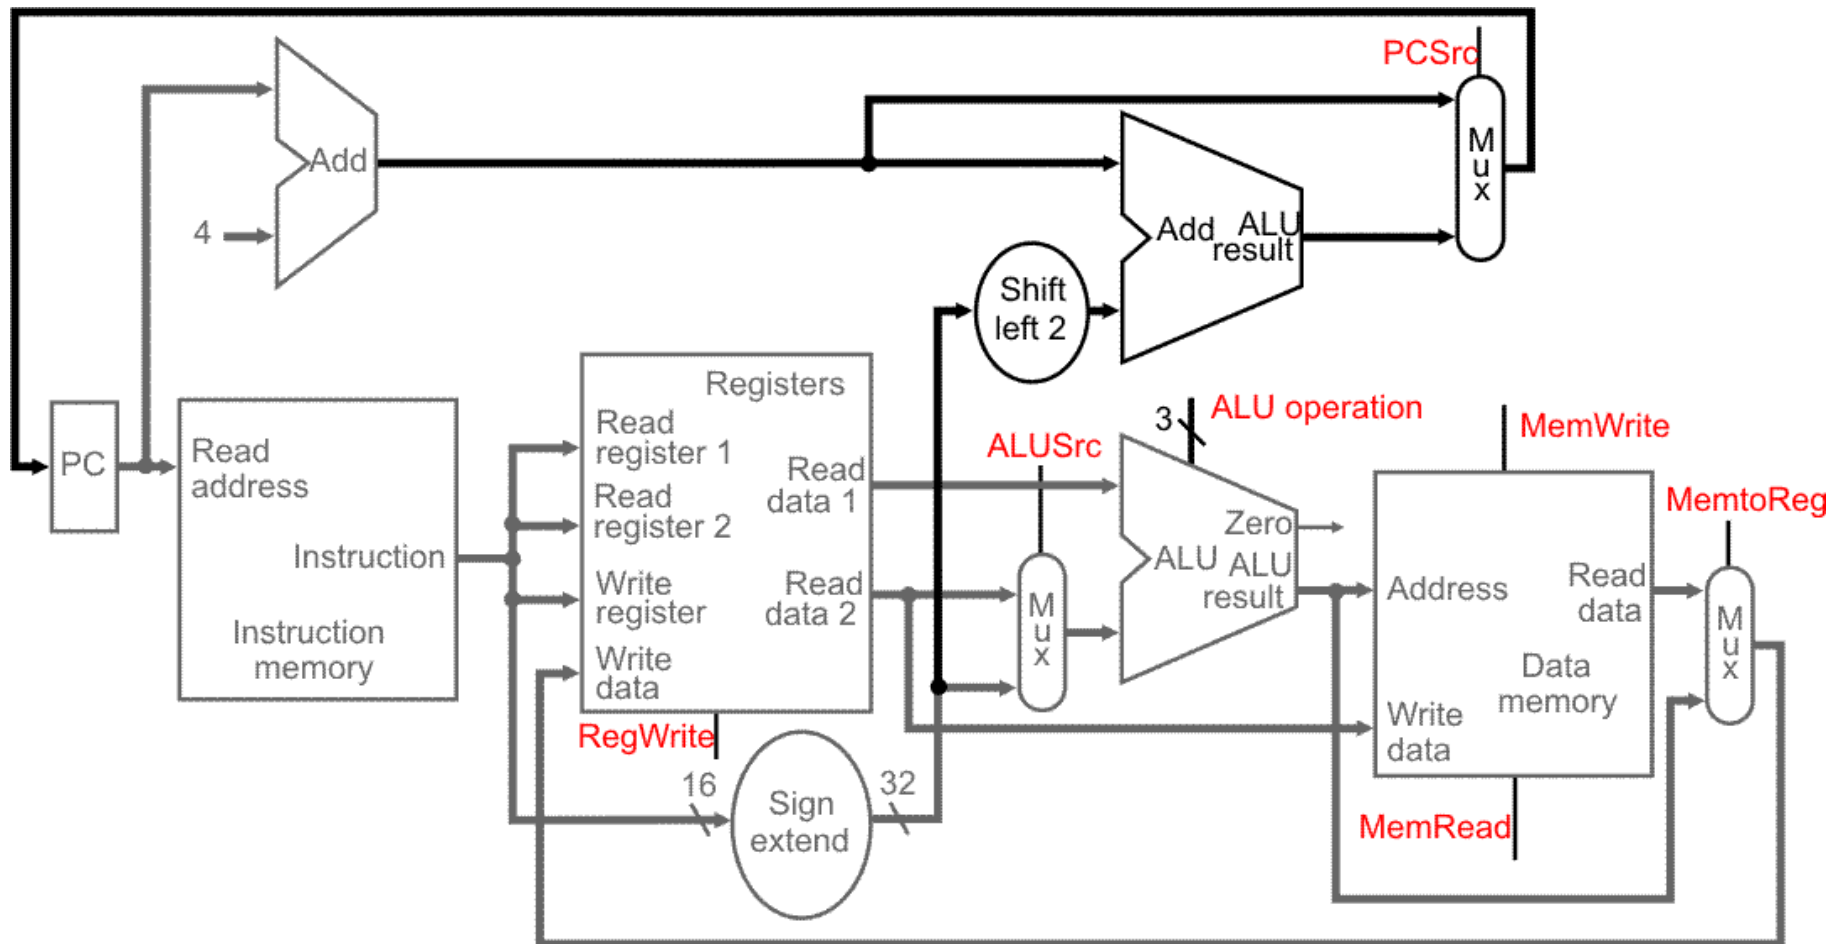 PCSrc
M
u
x
Add
4
Add
ALU
result
Shift
left 2
Registers
Read
register 1
Read
register 2
Write
register
Write
data
Read
data 1
Read
data 2
RegWrite
PC
Read
address
Instruction
Instruction
memory
16
Sign
extend
32
ALUSrc
M
u
x
3
ALU operation
Zero
ALU
ALU
result
MemWrite
Address
Read
data
Data
memory
Write
data
MemRead
MemtoReg
M
u
x